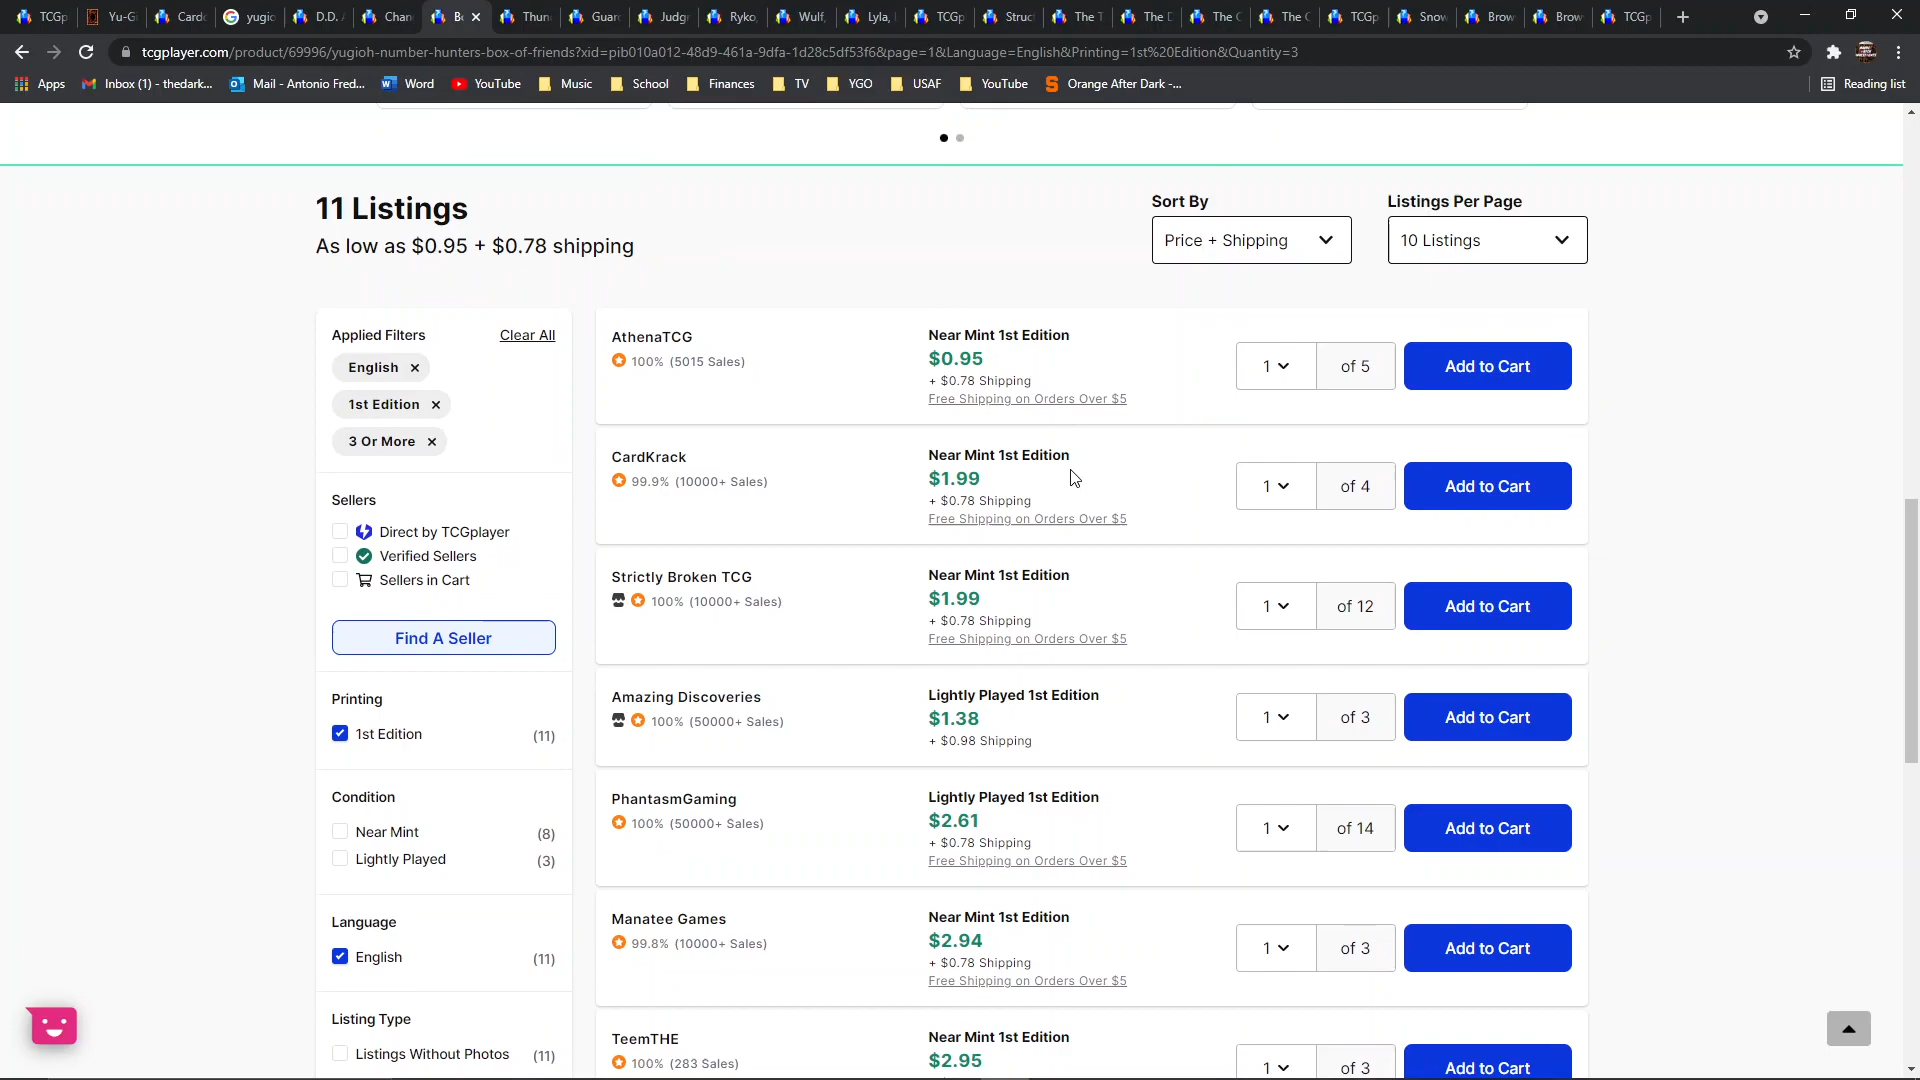 TCGp
Yu-Gi
Cardc
yugio
D.D. 
Chan
Bo
Thun
Guar
Judg
Ryko,
Wulf,
Lyla,
TCGp
Struc
The T
The D
The C
The C
TCGp
Snow
Brow
Brow
TCGp
tcgplayer.com/product/69996/yugioh-number-hunters-box-of-friends?xid=pib010a012-48d9-461a-9dfa-1d28c5df53f6&page=1&Language=English&Printing=1st%20Edition&Quantity=3
Apps
Inbox (1) - thedark...
Mail - Antonio Fred...
Word
YouTube
Music
School
Finances
TV
YGO
USAF
YouTube
Orange After Dark -...
Reading list
11 Listings
As low as $0.95 + $0.78 shipping
Sort By
Price + Shipping
Listings Per Page
10 Listings
Applied Filters
Clear All
English
1st Edition
3 Or More
Sellers
Direct by TCGplayer
Verified Sellers
Sellers in Cart
Find A Seller
Printing
1st Edition (11)
Condition
Near Mint (8)
Lightly Played (3)
Language
English (11)
Listing Type
Listings Without Photos (11)
AthenaTCG
100% (5015 Sales)
Near Mint 1st Edition
$0.95
+ $0.78 Shipping
Free Shipping on Orders Over $5
1 of 5
Add to Cart
CardKrack
99.9% (10000+ Sales)
Near Mint 1st Edition
$1.99
+ $0.78 Shipping
Free Shipping on Orders Over $5
1 of 4
Add to Cart
Strictly Broken TCG
100% (10000+ Sales)
Near Mint 1st Edition
$1.99
+ $0.78 Shipping
Free Shipping on Orders Over $5
1 of 12
Add to Cart
Amazing Discoveries
100% (50000+ Sales)
Lightly Played 1st Edition
$1.38
+ $0.98 Shipping
1 of 3
Add to Cart
PhantasmGaming
100% (50000+ Sales)
Lightly Played 1st Edition
$2.61
+ $0.78 Shipping
Free Shipping on Orders Over $5
1 of 14
Add to Cart
Manatee Games
99.8% (10000+ Sales)
Near Mint 1st Edition
$2.94
+ $0.78 Shipping
Free Shipping on Orders Over $5
1 of 3
Add to Cart
TeemTHE
100% (283 Sales)
Near Mint 1st Edition
$2.95
1 of 3
Add to Cart